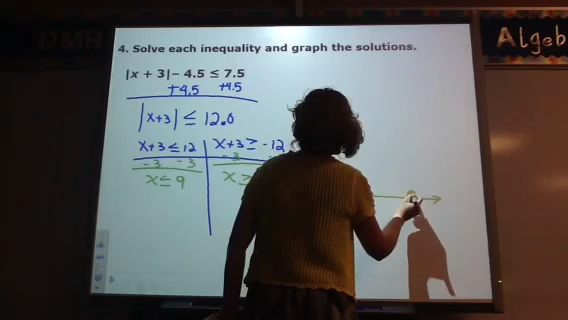 DMR
Algeb
4. Solve each inequality and graph the solutions.
|x + 3| − 4.5 ≤ 7.5
+4.5 +4.5
|x+3| ≤ 12.0
x+3 ≤ 12 x+3 ≥ -12
-3 -3 -3
x ≤ 9 x ≥